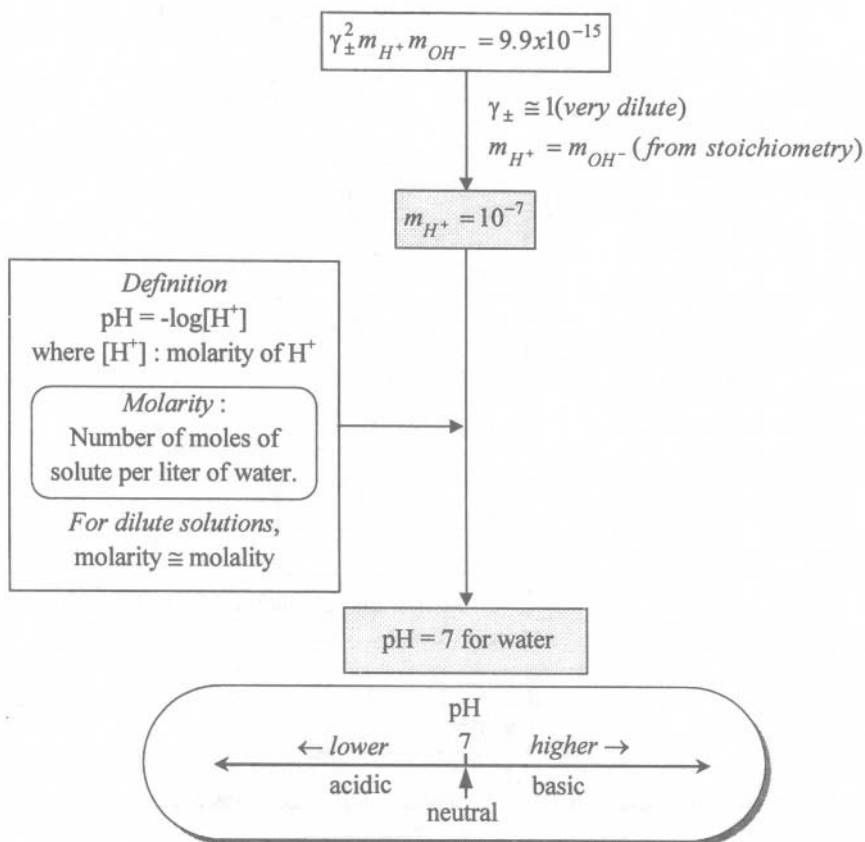 γ±² m_H⁺ m_OH⁻ = 9.9x10⁻¹⁵
γ± ≅ 1(very dilute)
m_H⁺ = m_OH⁻ (from stoichiometry)
m_H⁺ = 10⁻⁷
Definition
pH = -log[H⁺]
where [H⁺] : molarity of H⁺
Molarity :
Number of moles of
solute per liter of water.
For dilute solutions,
molarity ≅ molality
pH = 7 for water
pH
← lower 7 higher →
acidic basic
neutral